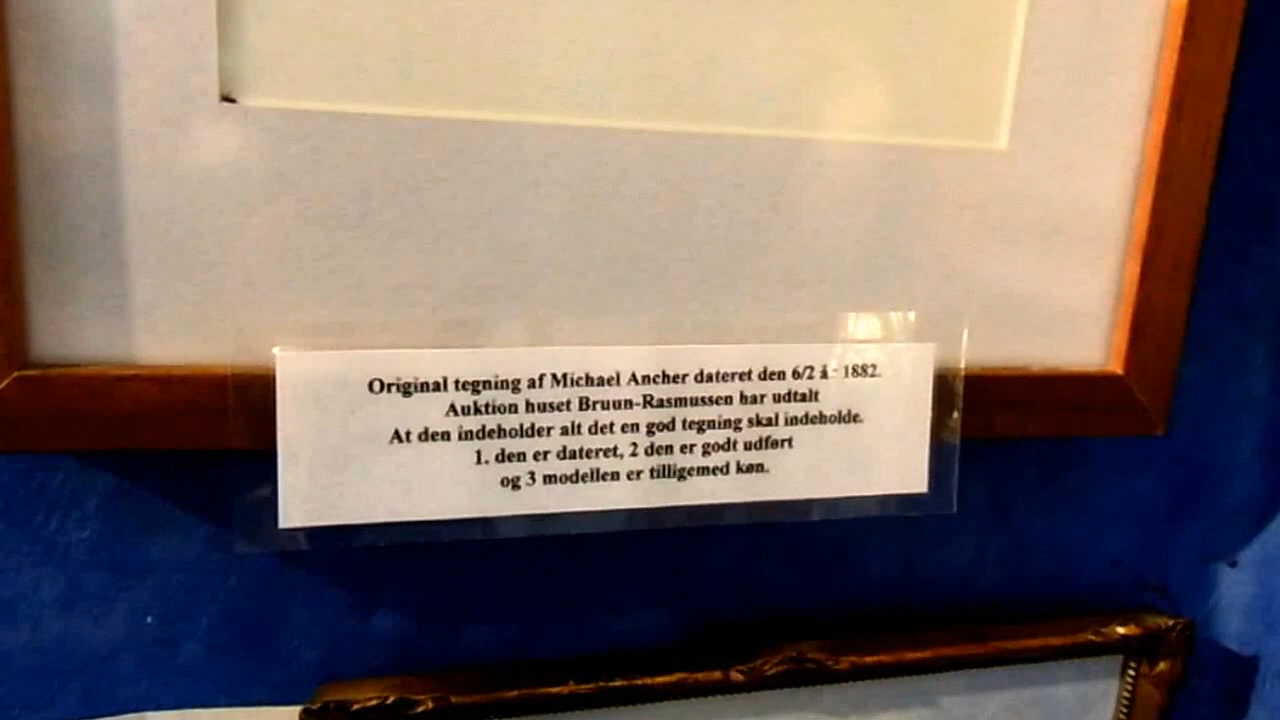 Original tegning af Michael Ancher dateret den 6/2 å - 1882.
Auktion huset Bruun-Rasmussen har udtalt
At den indeholder alt det en god tegning skal indeholde.
1. den er dateret, 2 den er godt udført
og 3 modellen er tilligemed køn.